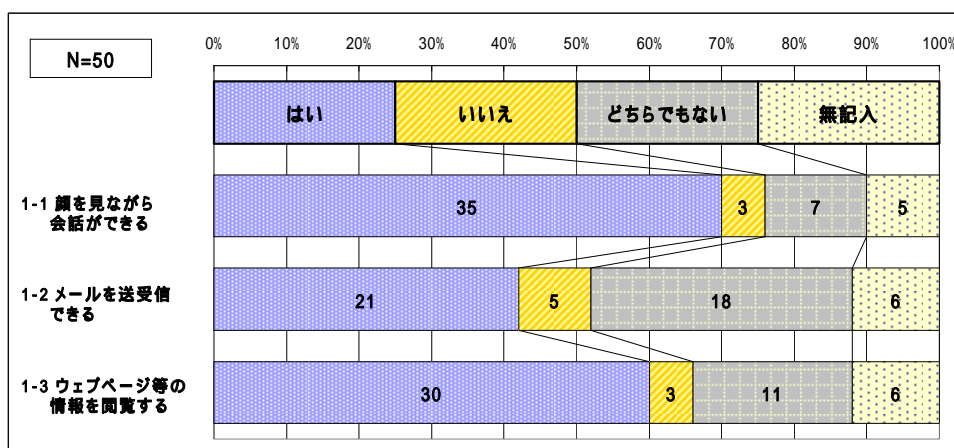 0% 10% 20% 30% 40% 50% 60% 70% 80% 90% 100%
N=50
はい いいえ どちらでもない 無記入
1-1 顔を見ながら
会話ができる
35 3 7 5
1-2 メールを送受信
できる
21 5 18 6
1-3 ウェブページ等の
情報を閲覧する
30 3 11 6